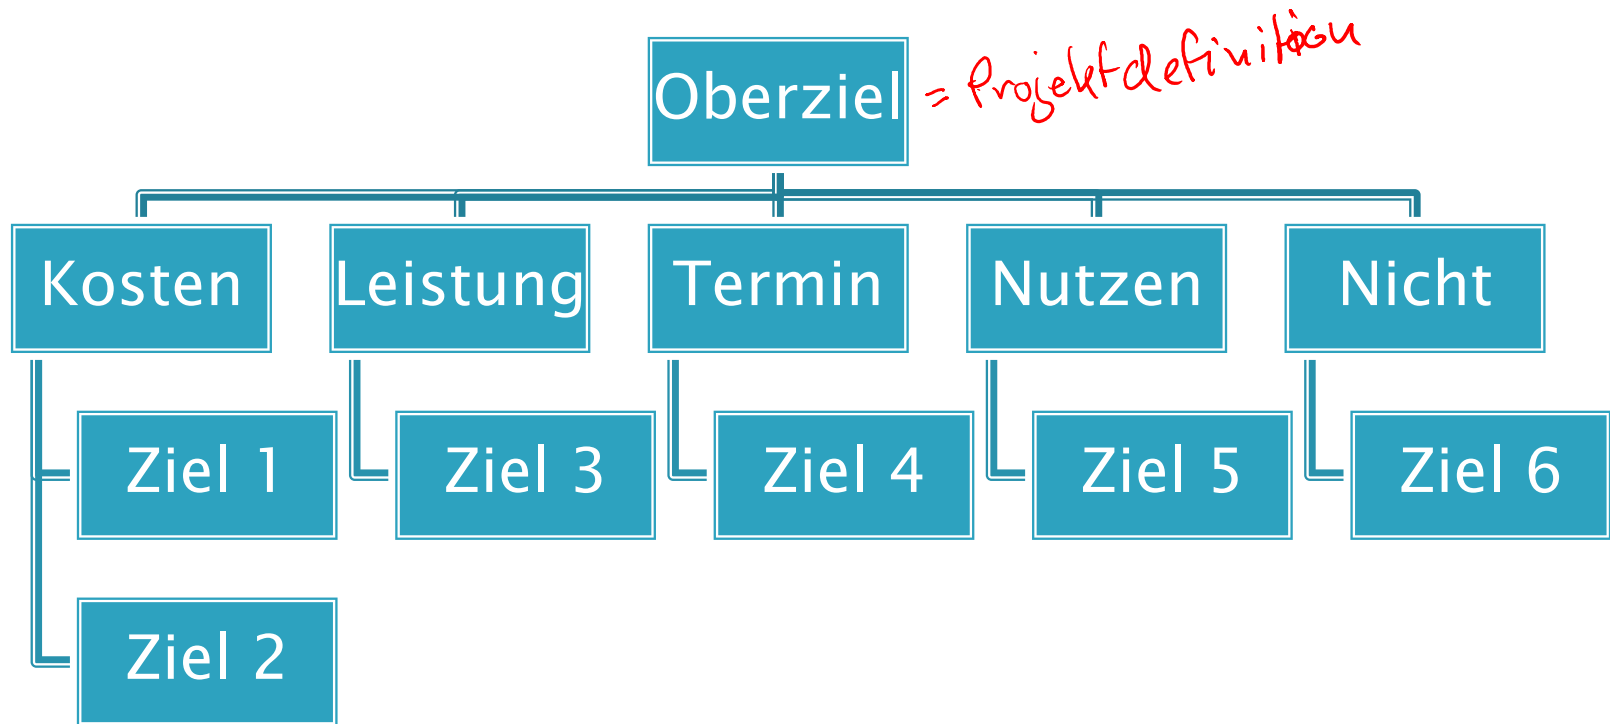 Oberziel = Projektdefinition
Kosten Leistung Termin Nutzen Nicht
Ziel 1 Ziel 3 Ziel 4 Ziel 5 Ziel 6
Ziel 2